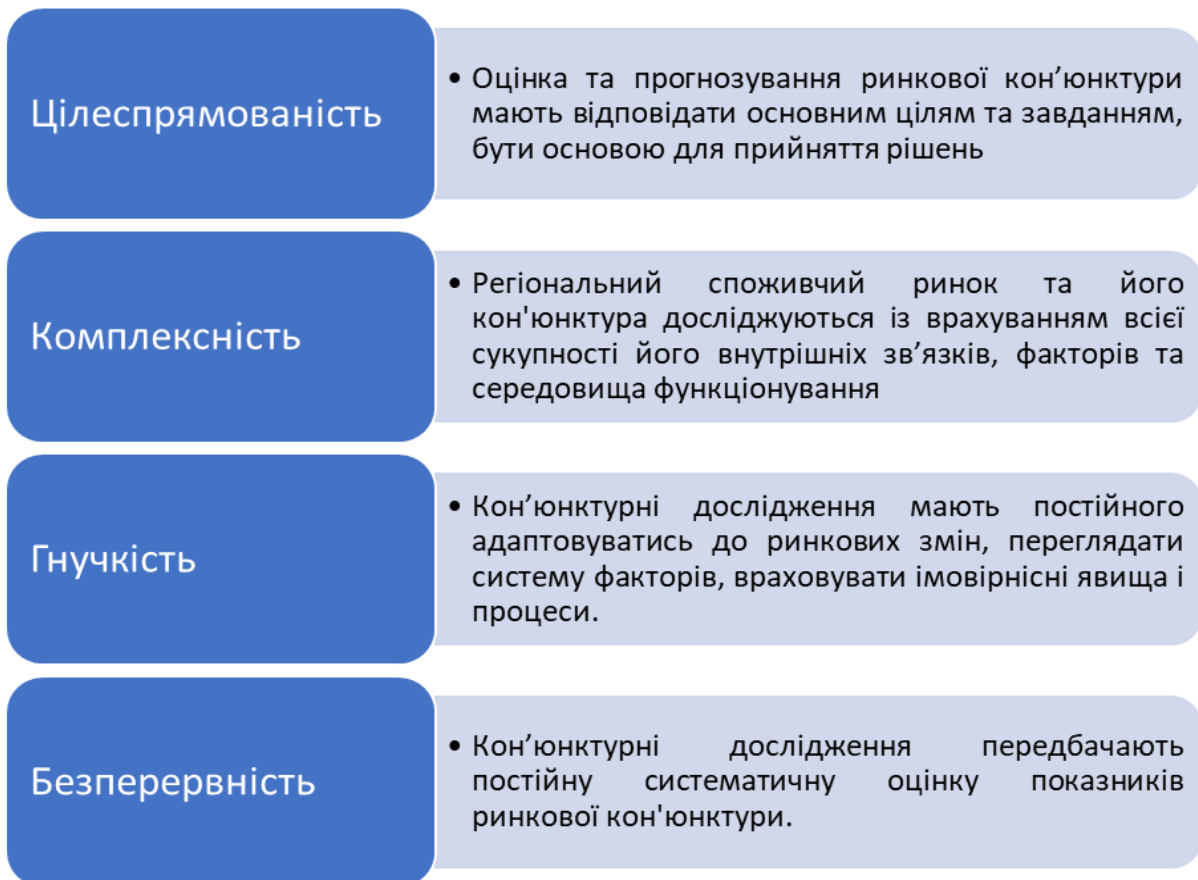 Цілеспрямованість
• Оцінка та прогнозування ринкової кон’юнктури
мають відповідати основним цілям та завданням,
бути основою для прийняття рішень
Комплексність
• Регіональний споживчий ринок та його
кон'юнктура досліджуються із врахуванням всієї
сукупності його внутрішніх зв’язків, факторів та
середовища функціонування
Гнучкість
• Кон’юнктурні дослідження мають постійного
адаптовуватись до ринкових змін, переглядати
систему факторів, враховувати імовірнісні явища і
процеси.
Безперервність
• Кон’юнктурні дослідження передбачають
постійну систематичну оцінку показників
ринкової кон'юнктури.